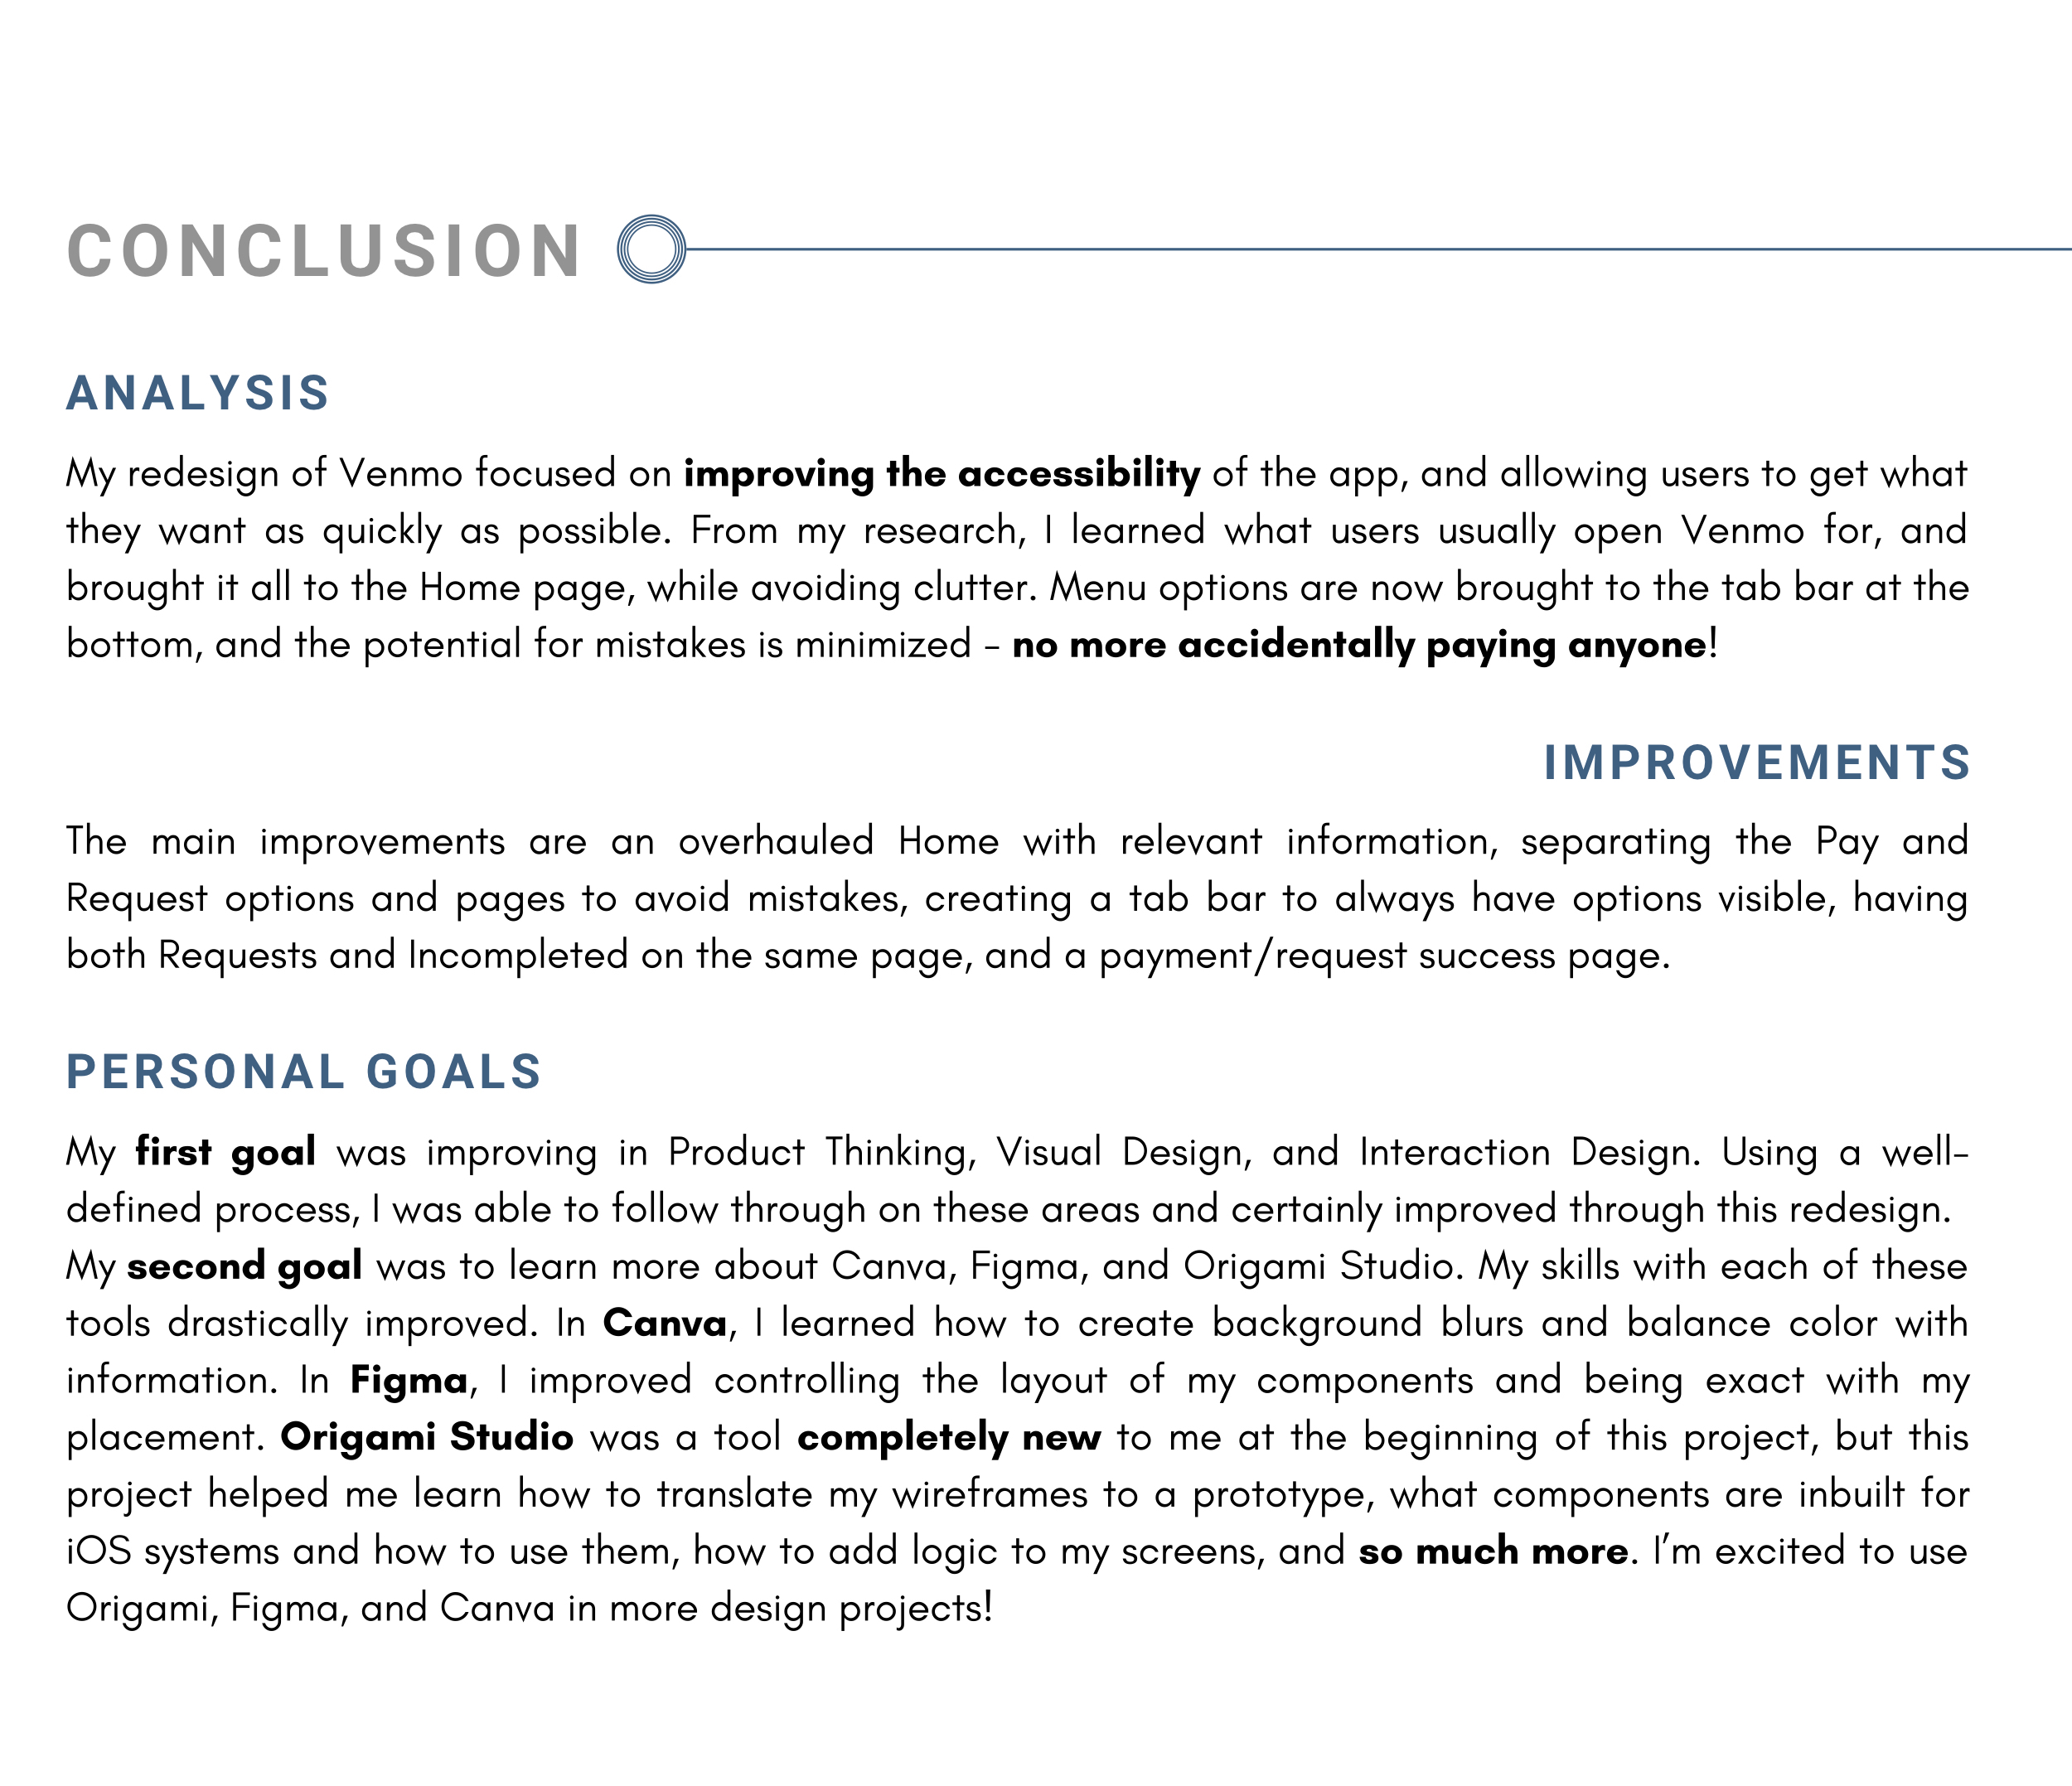 CONCLUSION
ANALYSIS
My redesign of Venmo focused on improving the accessibility of the app, and allowing users to get what
they want as quickly as possible. From my research, I learned what users usually open Venmo for, and
brought it all to the Home page, while avoiding clutter. Menu options are now brought to the tab bar at the
bottom, and the potential for mistakes is minimized - no more accidentally paying anyone!
IMPROVEMENTS
The main improvements are an overhauled Home with relevant information, separating the Pay and
Request options and pages to avoid mistakes, creating a tab bar to always have options visible, having
both Requests and Incompleted on the same page, and a payment/request success page.
PERSONAL GOALS
My first goal was improving in Product Thinking, Visual Design, and Interaction Design. Using a well-
defined process, I was able to follow through on these areas and certainly improved through this redesign.
My second goal was to learn more about Canva, Figma, and Origami Studio. My skills with each of these
tools drastically improved. In Canva, I learned how to create background blurs and balance color with
information. In Figma, I improved controlling the layout of my components and being exact with my
placement. Origami Studio was a tool completely new to me at the beginning of this project, but this
project helped me learn how to translate my wireframes to a prototype, what components are inbuilt for
iOS systems and how to use them, how to add logic to my screens, and so much more. I'm excited to use
Origami, Figma, and Canva in more design projects!